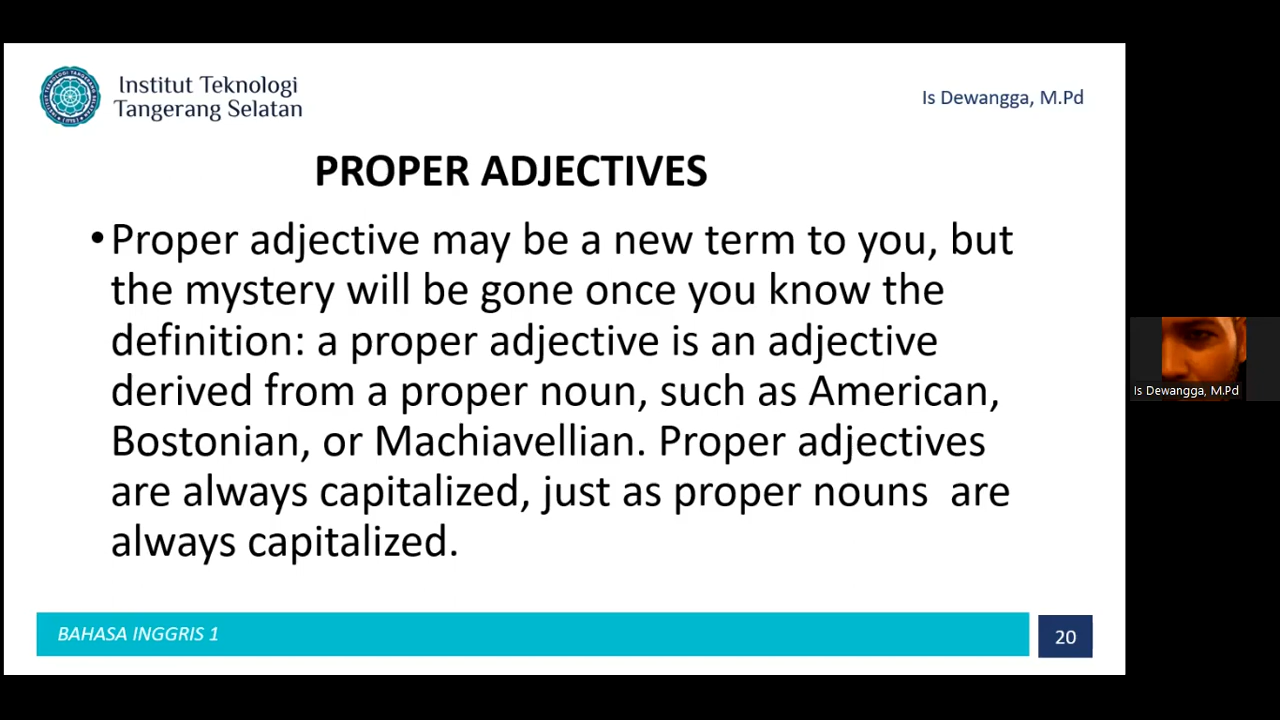 Institut Teknologi
Tangerang Selatan
Is Dewangga, M.Pd
PROPER ADJECTIVES
•Proper adjective may be a new term to you, but
the mystery will be gone once you know the
definition: a proper adjective is an adjective
derived from a proper noun, such as American,
Bostonian, or Machiavellian. Proper adjectives
are always capitalized, just as proper nouns  are
always capitalized.
Is Dewangga, M.Pd
BAHASA INGGRIS 1
20